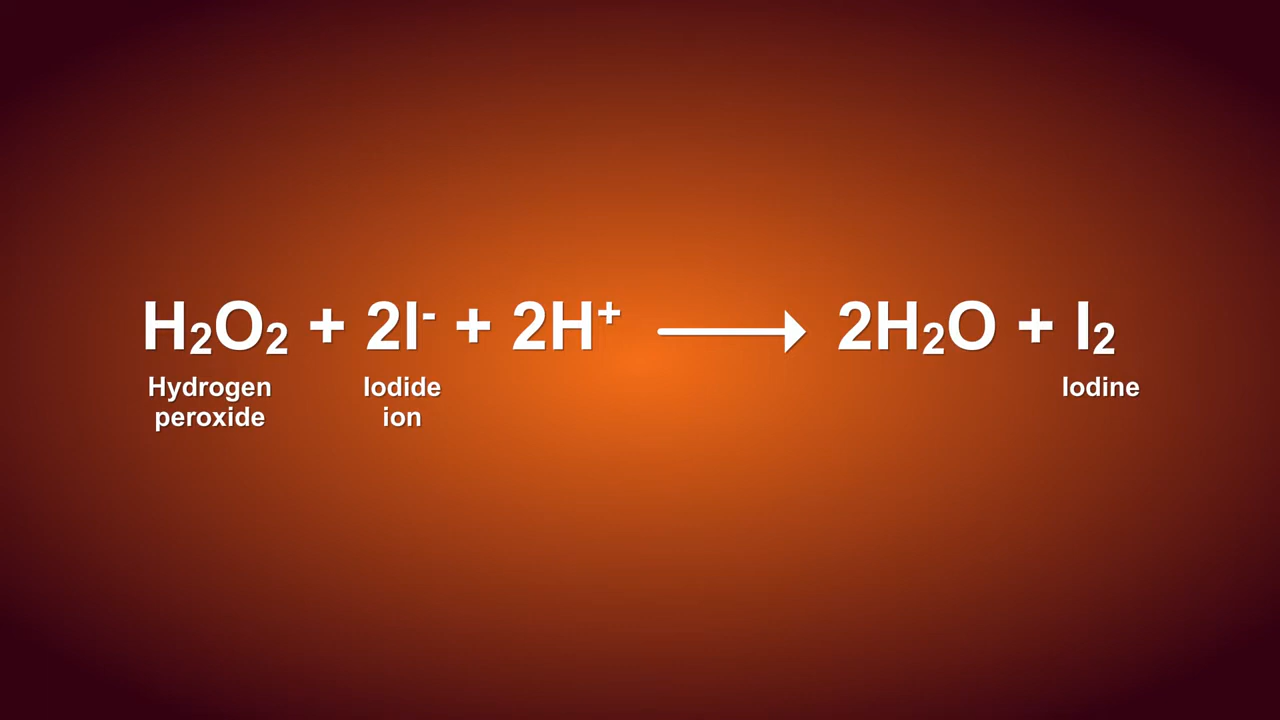 H₂O₂ + 2I⁻ + 2H⁺ ⟶ 2H₂O + I₂
Hydrogen peroxide Iodide ion Iodine